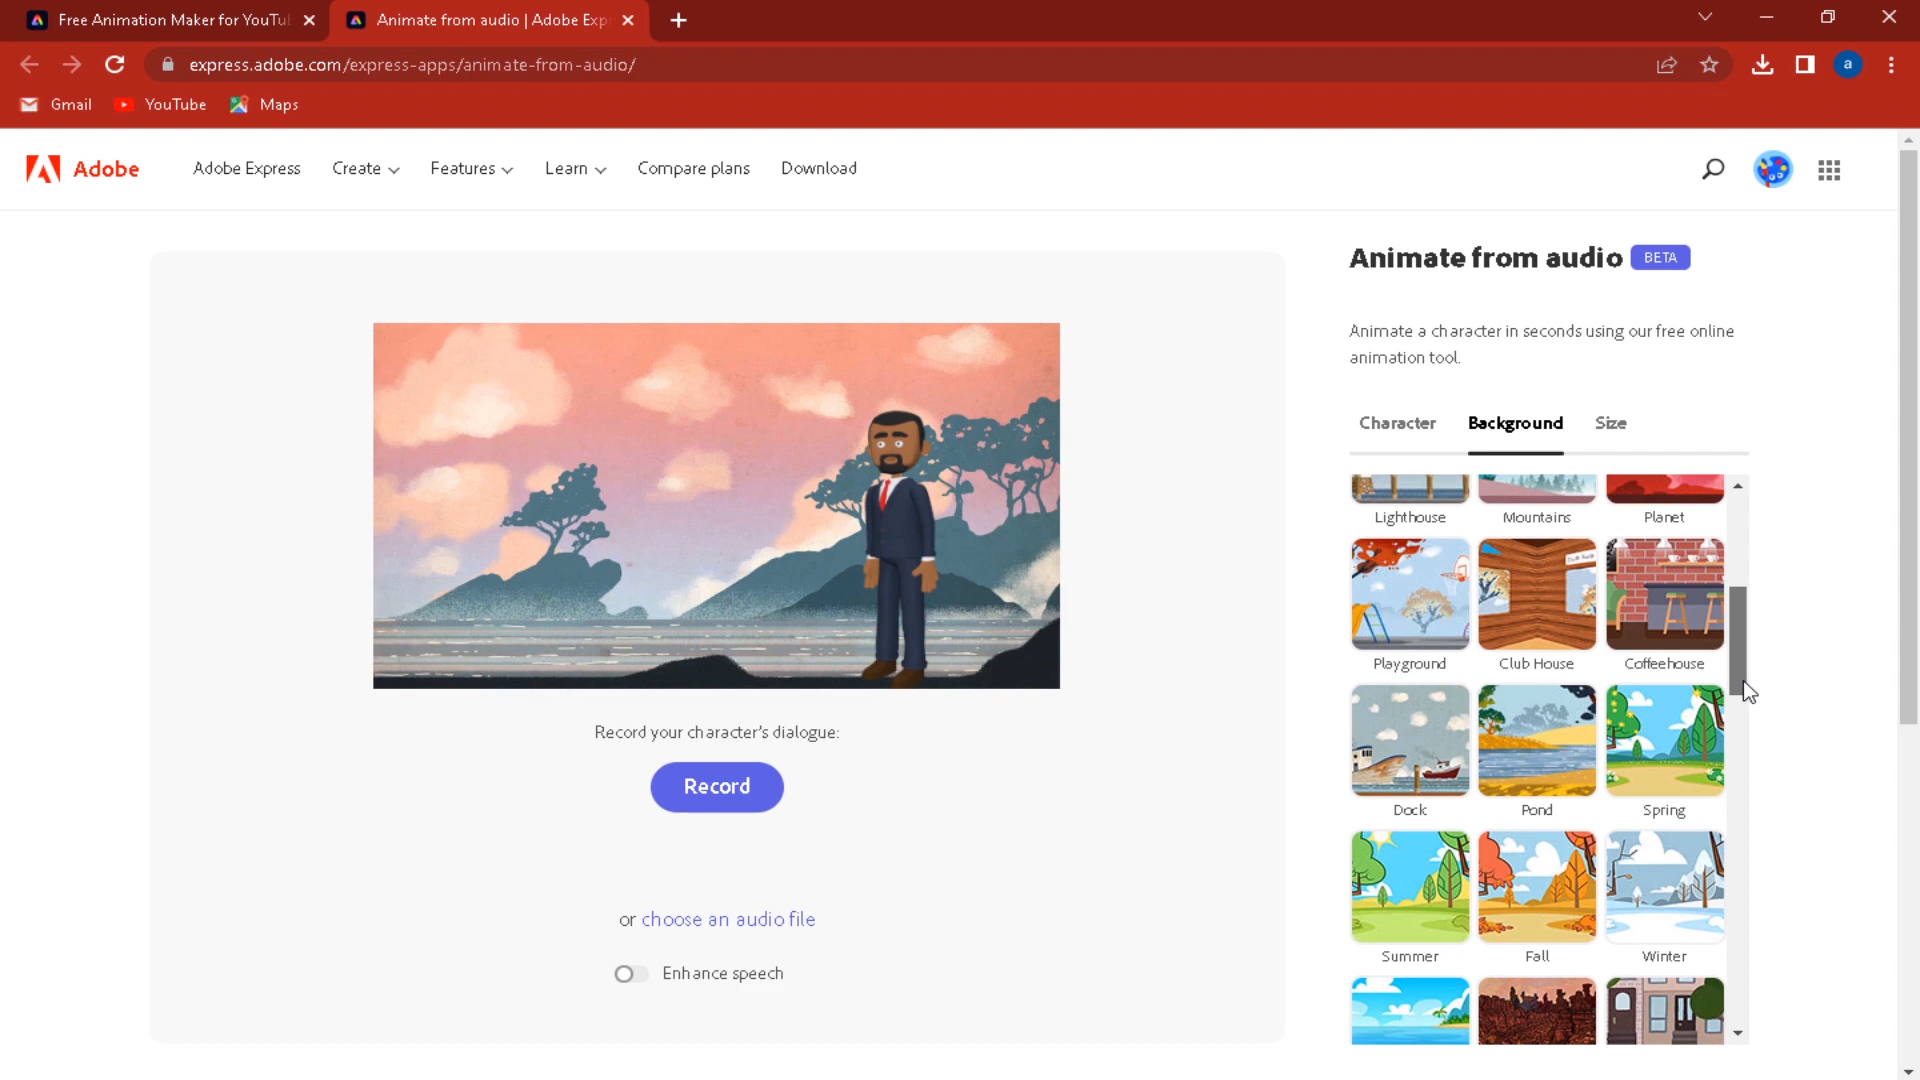 Free Animation Maker for YouTu
Animate from audio | Adobe Exp
express.adobe.com/express-apps/animate-from-audio/
a
Gmail
YouTube
Maps
Adobe
Adobe Express
Create
Features
Learn
Compare plans
Download
Animate from audio BETA
Animate a character in seconds using our free online
animation tool.
Character
Background
Size
Lighthouse
Mountains
Planet
Playground
Club House
Coffeehouse
Dock
Pond
Spring
Summer
Fall
Winter
Record your character's dialogue:
Record
or choose an audio file
Enhance speech